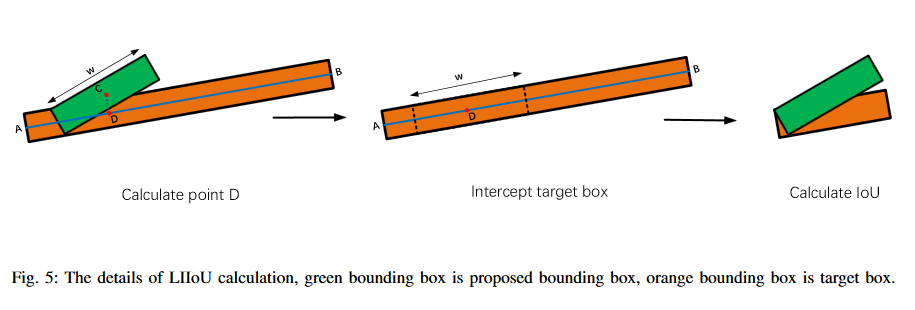 W
C
B
A
D
W
B
A
D
Calculate point D
Intercept target box
Calculate IoU
Fig. 5: The details of LIIoU calculation, green bounding box is proposed bounding box, orange bounding box is target box.